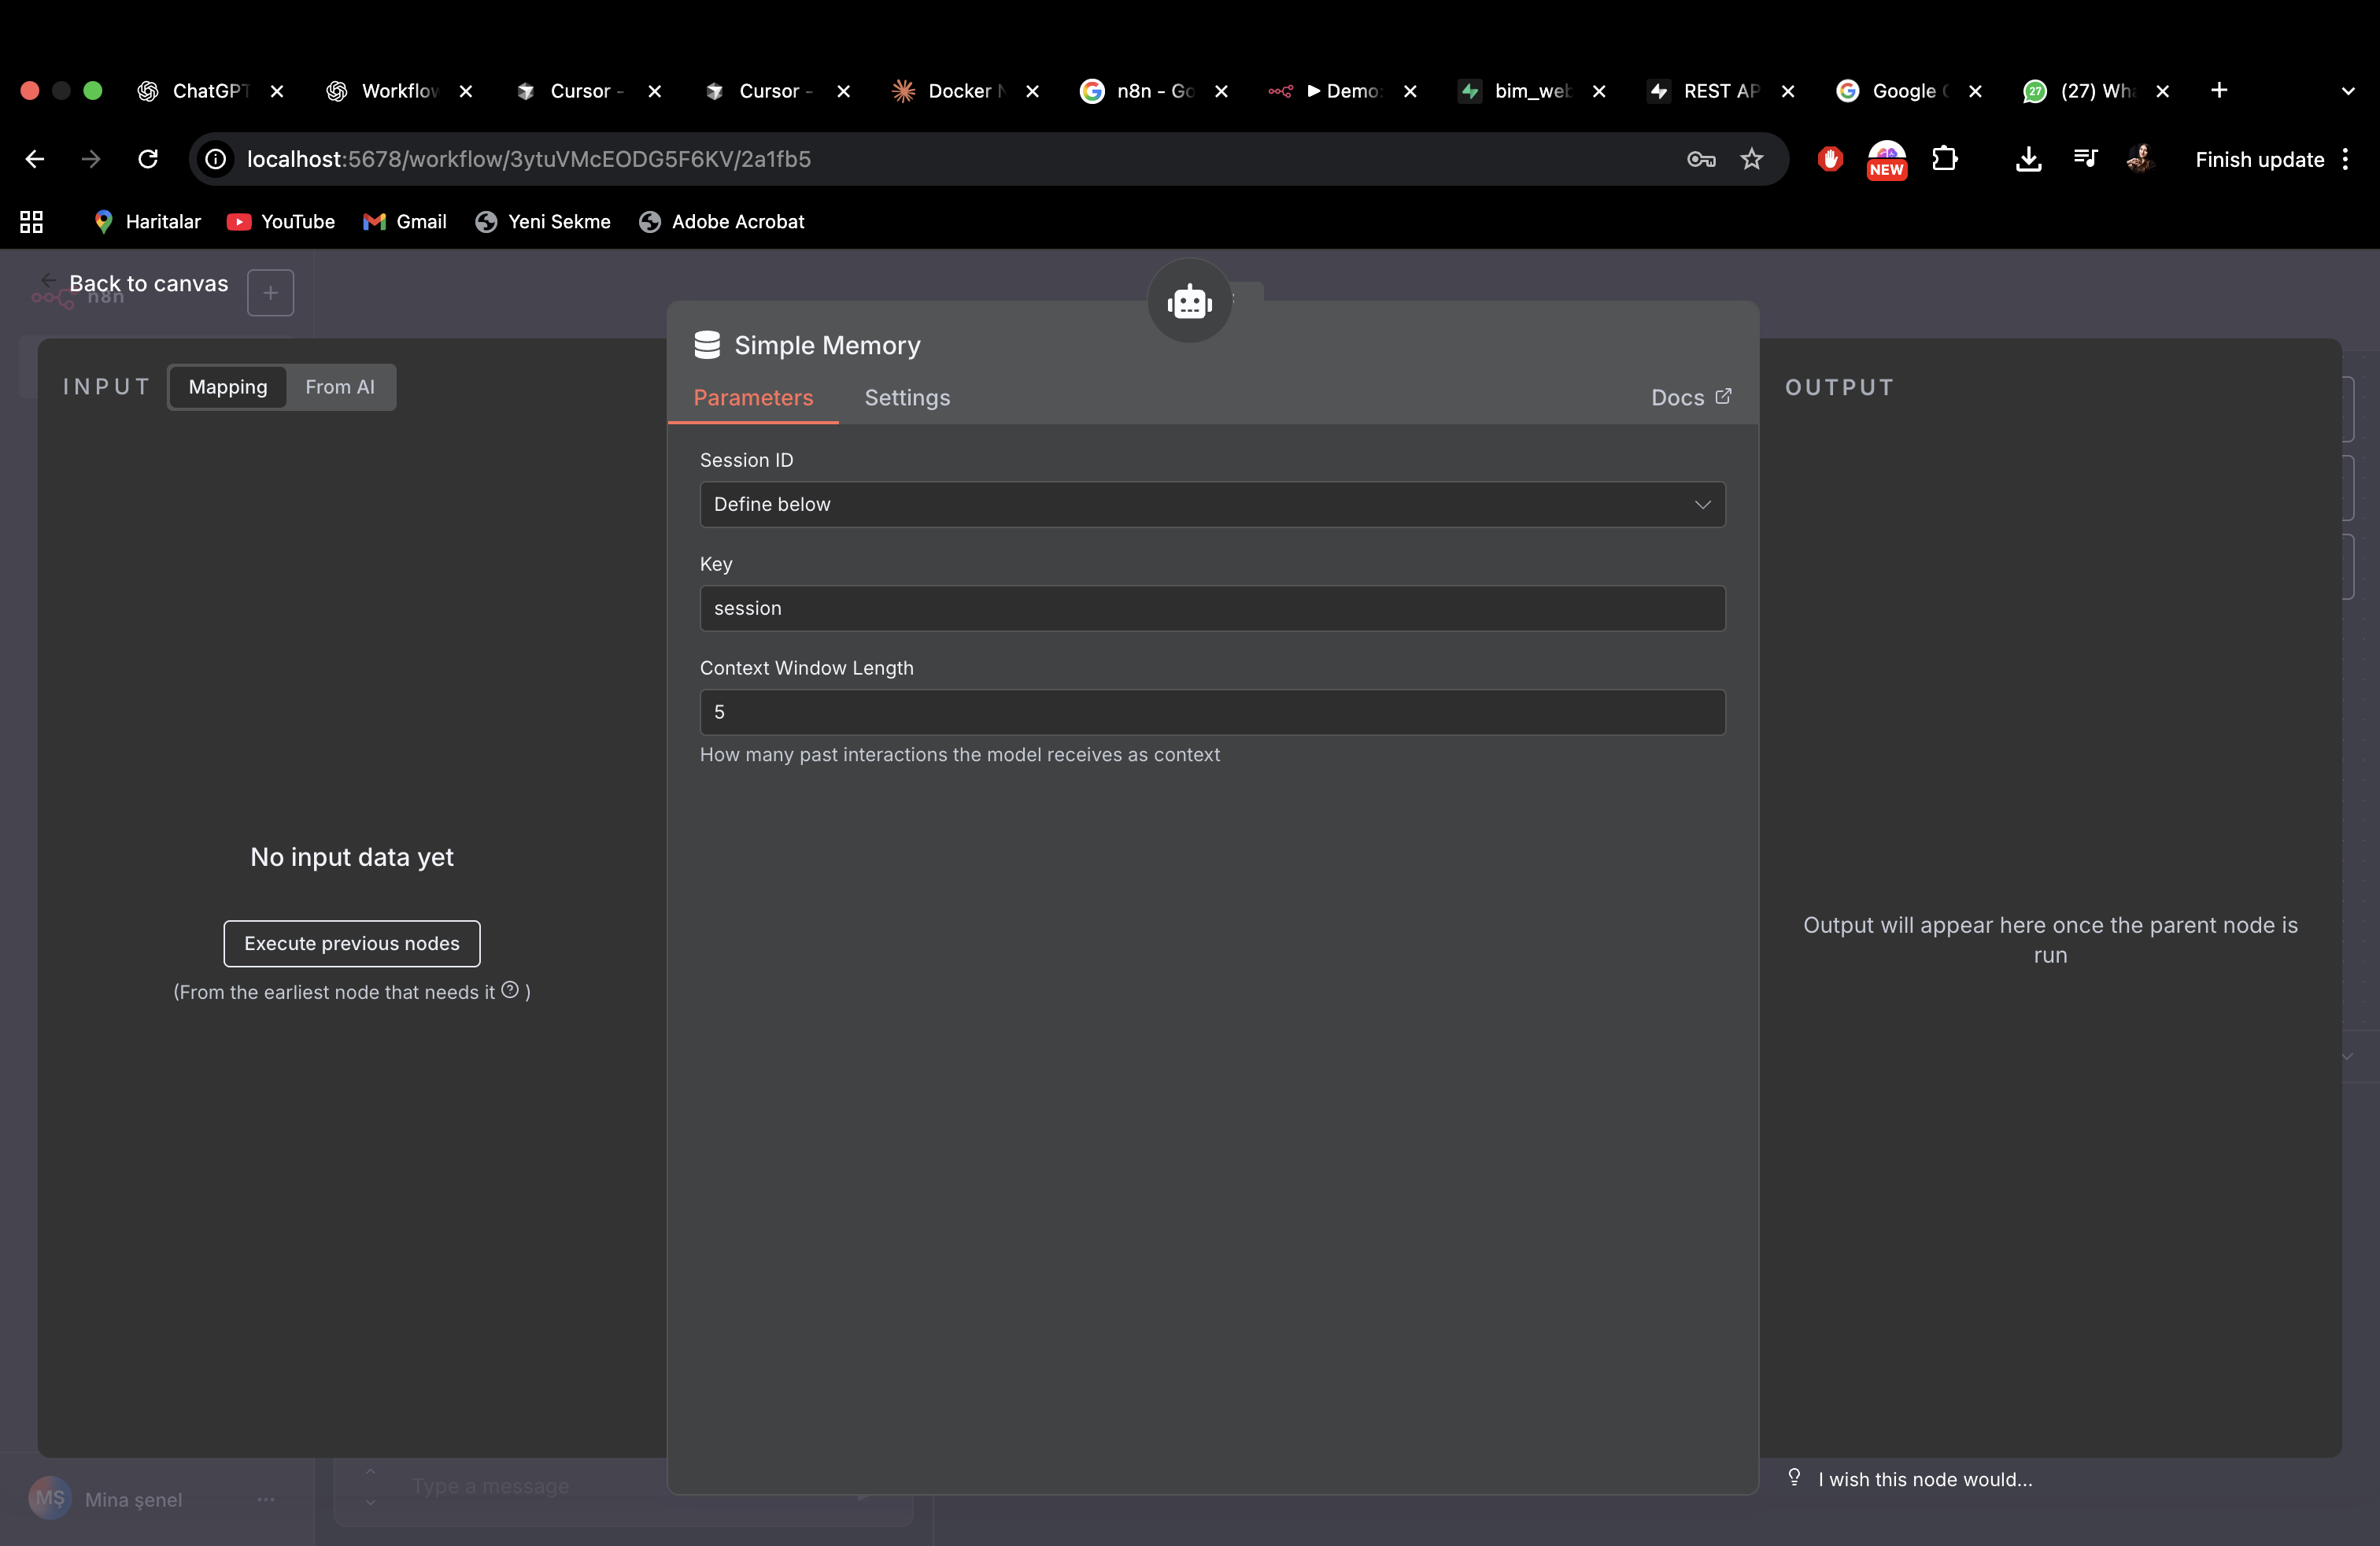 ChatGPT
Workflow
Cursor -
Cursor -
Docker N
n8n - Go
▶ Demo:
bim_web
REST AP
Google C
27
(27) Wha
localhost:5678/workflow/3ytuVMcEODG5F6KV/2a1fb5
NEW
Finish update
Haritalar
YouTube
Gmail
Yeni Sekme
Adobe Acrobat
Back to canvas
n8n
INPUT
Mapping
From AI
Simple Memory
Parameters
Settings
Docs
OUTPUT
Session ID
Define below
Key
session
Context Window Length
5
How many past interactions the model receives as context
No input data yet
Execute previous nodes
(From the earliest node that needs it ? )
Output will appear here once the parent node is
run
MŞ
Mina şenel
Type a message
I wish this node would...